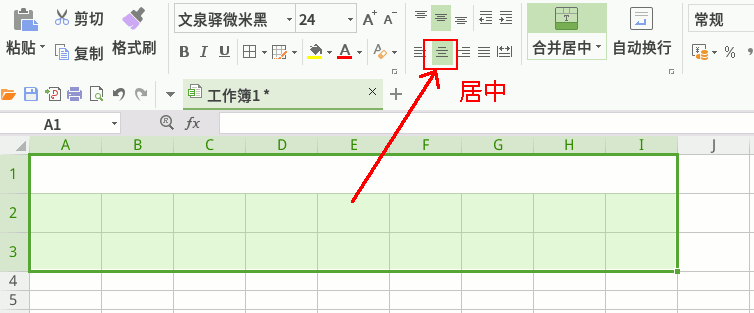 剪切 文泉驿微米黑 24 A+ A- 常规
粘贴 复制 格式刷 B I U A 合并居中 自动换行 %
居中
工作簿1 *
A1 fx
A B C D E F G H I J
1
2
3
4
5